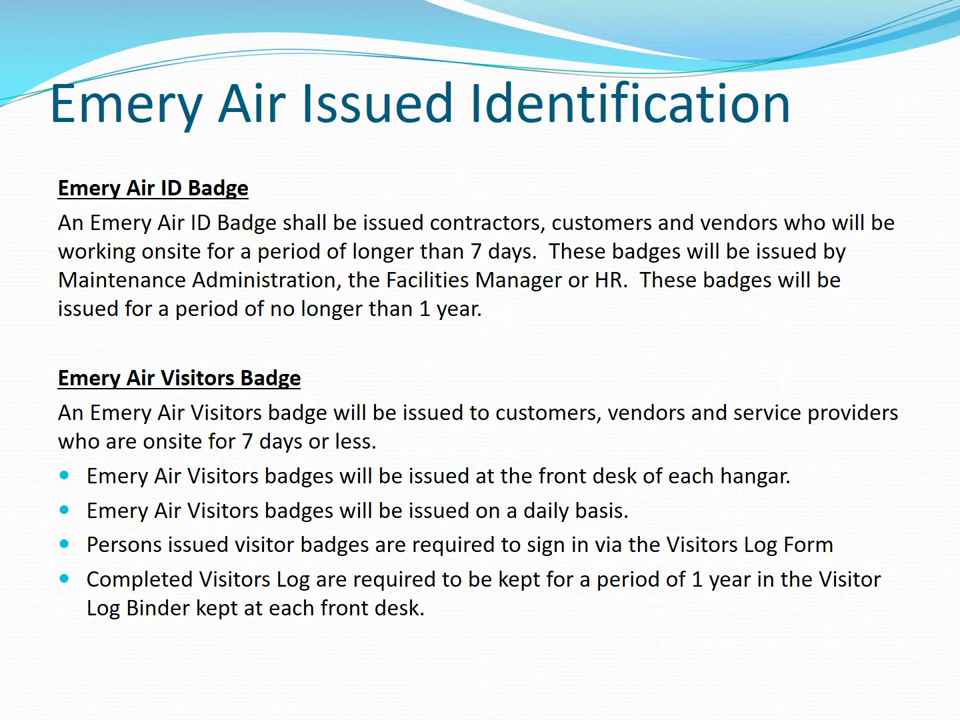 Emery Air Issued Identification
Emery Air ID Badge
An Emery Air ID Badge shall be issued contractors, customers and vendors who will be
working onsite for a period of longer than 7 days.  These badges will be issued by
Maintenance Administration, the Facilities Manager or HR.  These badges will be
issued for a period of no longer than 1 year.
Emery Air Visitors Badge
An Emery Air Visitors badge will be issued to customers, vendors and service providers
who are onsite for 7 days or less.
• Emery Air Visitors badges will be issued at the front desk of each hangar.
• Emery Air Visitors badges will be issued on a daily basis.
• Persons issued visitor badges are required to sign in via the Visitors Log Form
• Completed Visitors Log are required to be kept for a period of 1 year in the Visitor
Log Binder kept at each front desk.